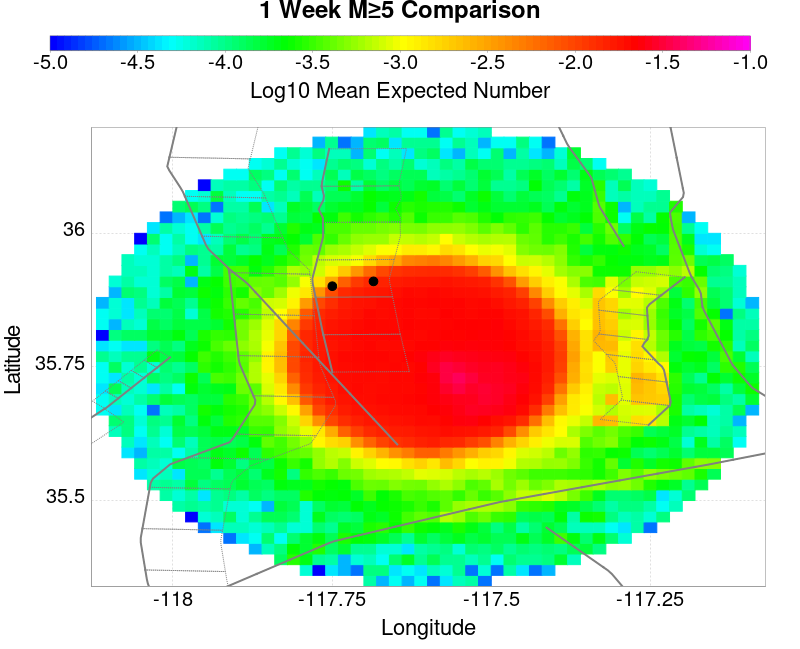 1 Week M≥5 Comparison
-5.0 -4.5 -4.0 -3.5 -3.0 -2.5 -2.0 -1.5 -1.0
Log10 Mean Expected Number
36
35.75
35.5
Latitude
-118 -117.75 -117.5 -117.25
Longitude